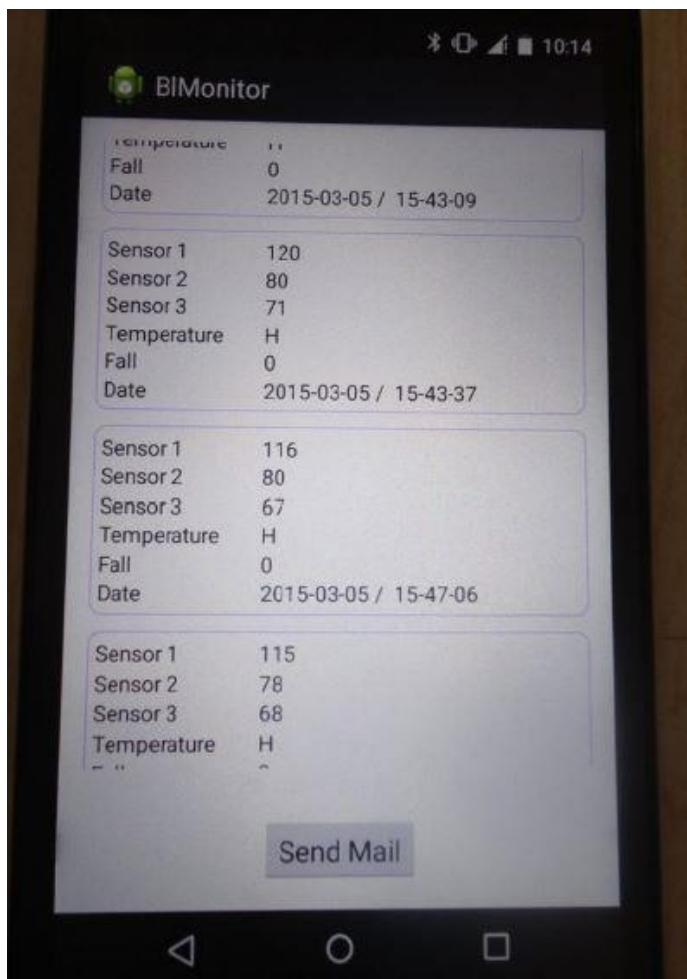 10:14
BIMonitor
Temperature H
Fall 0
Date 2015-03-05 / 15-43-09
Sensor 1 120
Sensor 2 80
Sensor 3 71
Temperature H
Fall 0
Date 2015-03-05 / 15-43-37
Sensor 1 116
Sensor 2 80
Sensor 3 67
Temperature H
Fall 0
Date 2015-03-05 / 15-47-06
Sensor 1 115
Sensor 2 78
Sensor 3 68
Temperature H
Send Mail